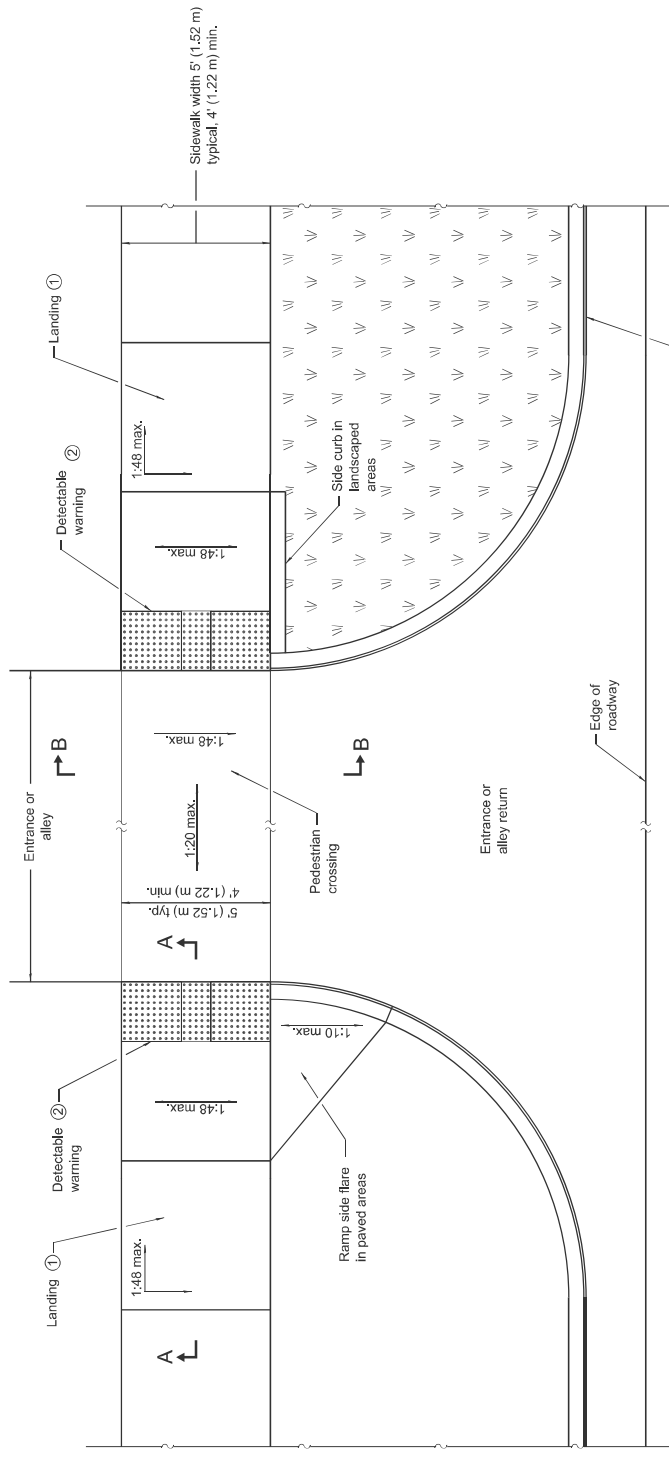 Sidewalk width 5' (1.52 m)
typical, 4' (1.22 m) min.
Landing ①
1:48 max.
Detectable ②
warning
1:48 max.
Side curb in
landscaped
areas
Entrance or
alley
B
B
1:48 max.
1:20 max.
Pedestrian
crossing
5' (1.52 m) typ.
4' (1.22 m) min.
A
Entrance or
alley return
Edge of
roadway
Detectable ②
warning
1:48 max.
1:10 max.
Ramp side flare
in paved areas
Landing ①
1:48 max.
A